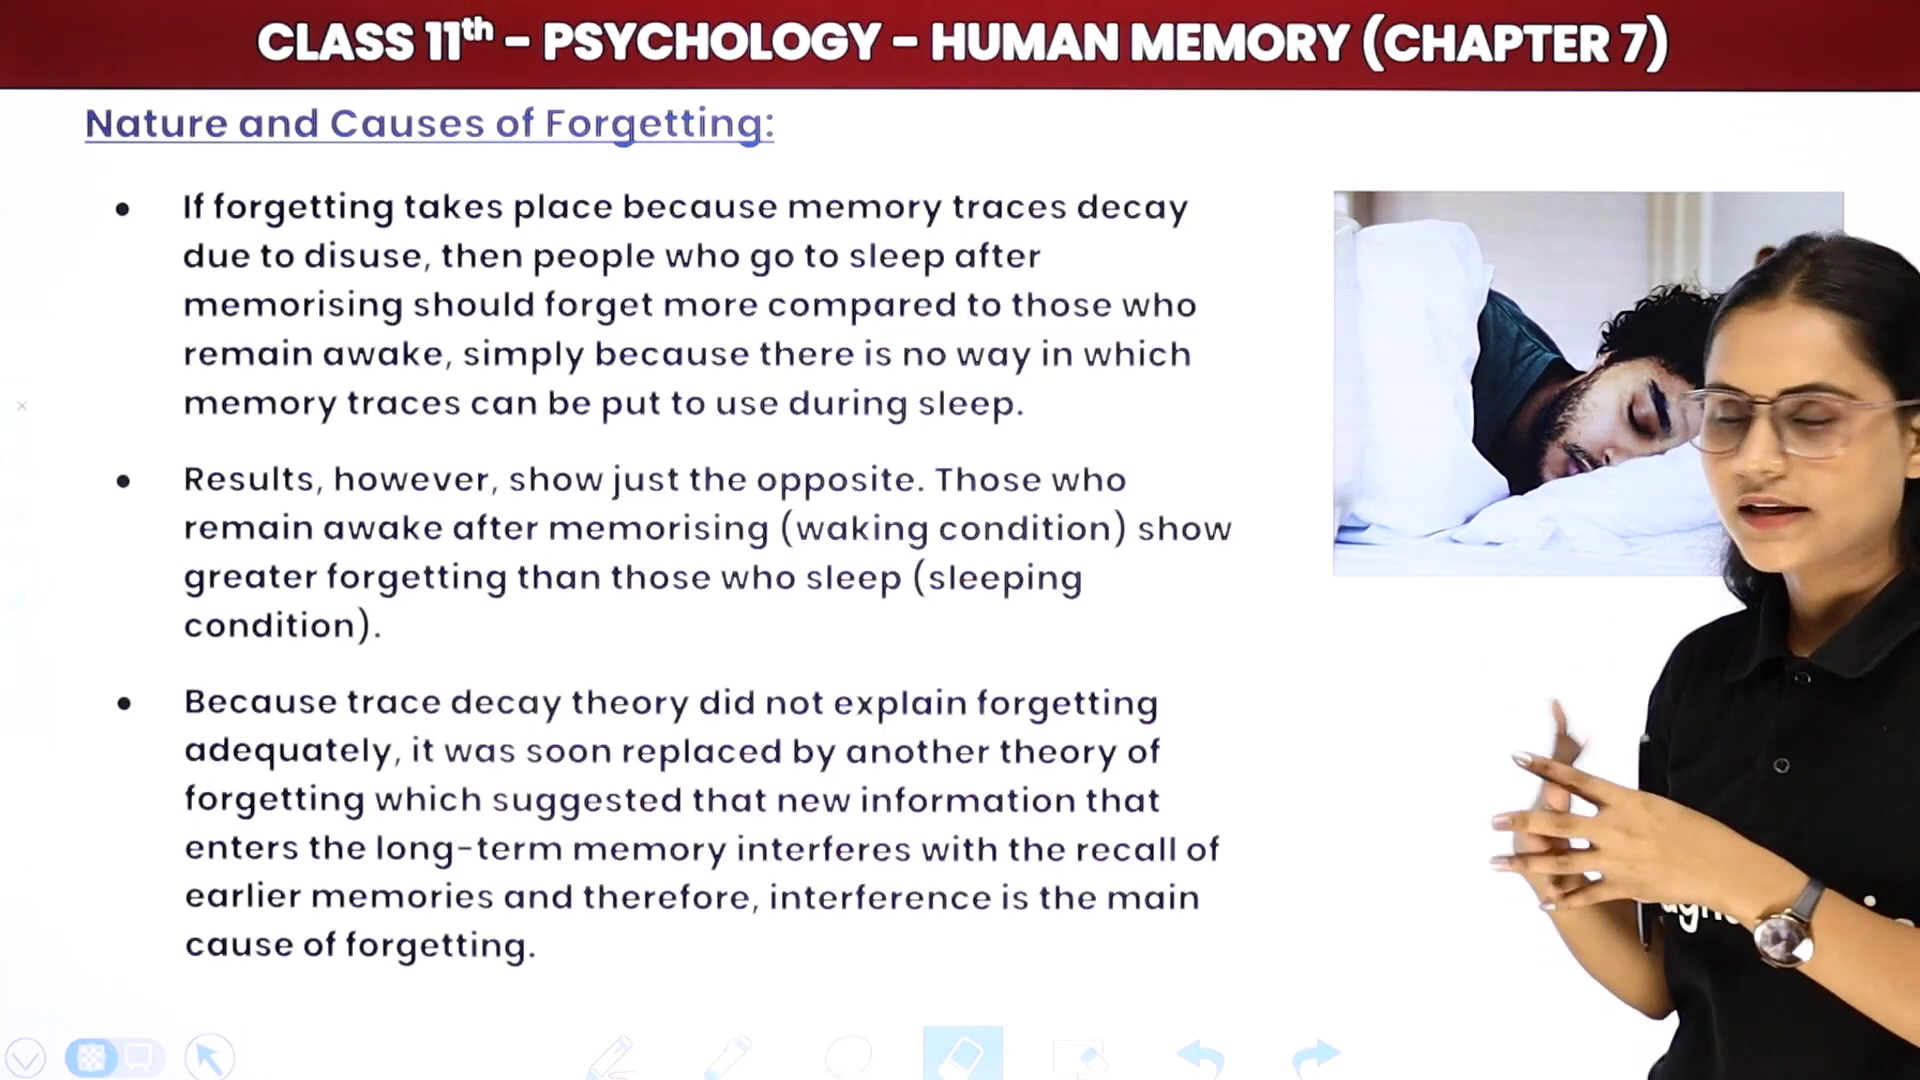 CLASS 11th - PSYCHOLOGY - HUMAN MEMORY (CHAPTER 7)
Nature and Causes of Forgetting:
• If forgetting takes place because memory traces decay
due to disuse, then people who go to sleep after
memorising should forget more compared to those who
remain awake, simply because there is no way in which
memory traces can be put to use during sleep.
• Results, however, show just the opposite. Those who
remain awake after memorising (waking condition) show
greater forgetting than those who sleep (sleeping
condition).
• Because trace decay theory did not explain forgetting
adequately, it was soon replaced by another theory of
forgetting which suggested that new information that
enters the long-term memory interferes with the recall of
earlier memories and therefore, interference is the main
cause of forgetting.